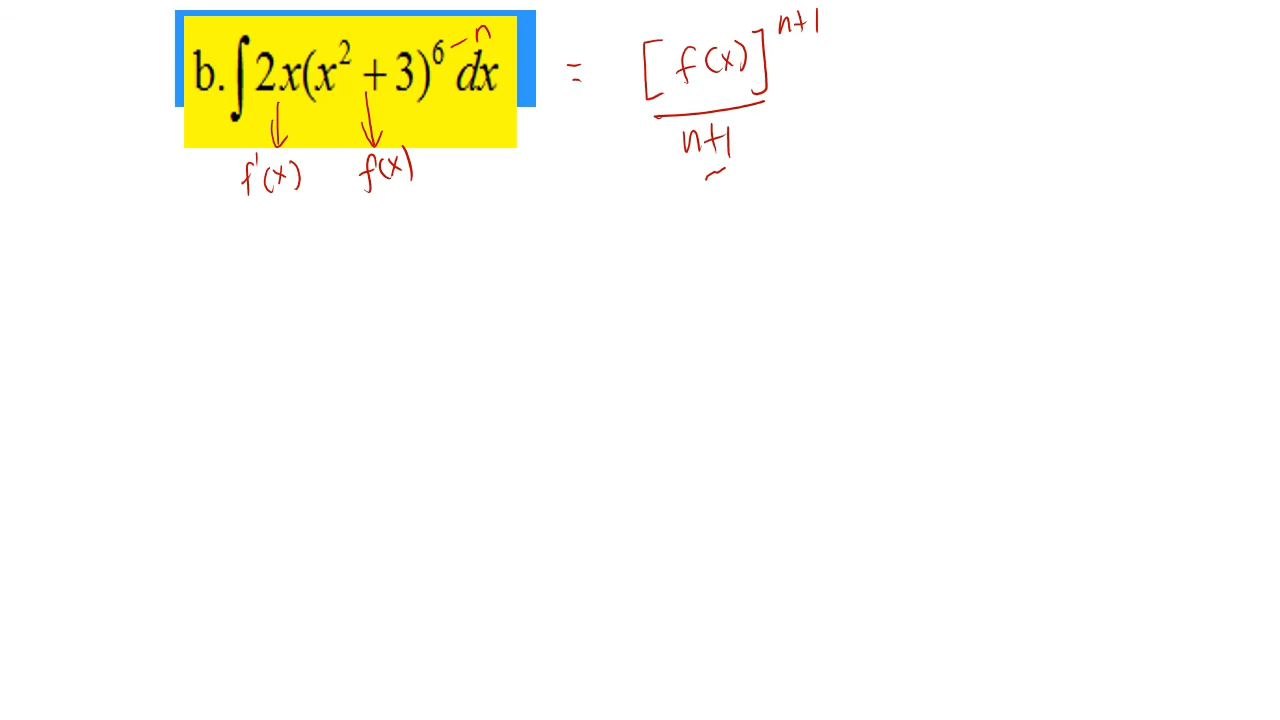 b. ∫ 2x(x² + 3)⁶ dx – n = [f(x)]ⁿ⁺¹
n+1
f'(x) f(x)